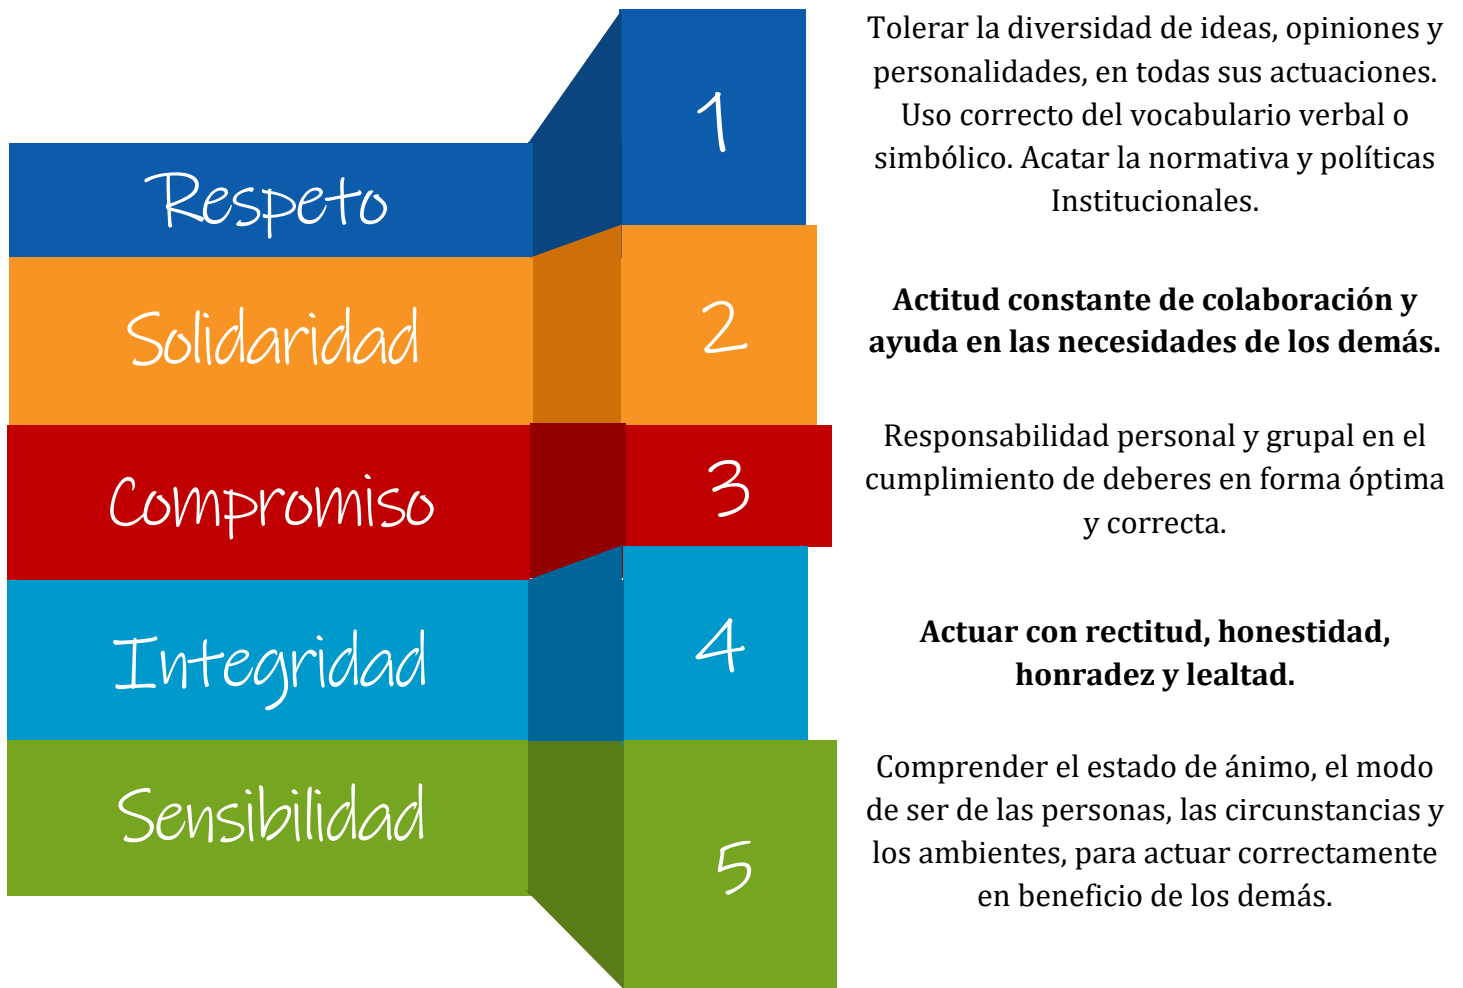 Respeto
1
Tolerar la diversidad de ideas, opiniones y
personalidades, en todas sus actuaciones.
Uso correcto del vocabulario verbal o
simbólico. Acatar la normativa y políticas
Institucionales.
Solidaridad
2
Actitud constante de colaboración y
ayuda en las necesidades de los demás.
Compromiso
3
Responsabilidad personal y grupal en el
cumplimiento de deberes en forma óptima
y correcta.
Integridad
4
Actuar con rectitud, honestidad,
honradez y lealtad.
Sensibilidad
5
Comprender el estado de ánimo, el modo
de ser de las personas, las circunstancias y
los ambientes, para actuar correctamente
en beneficio de los demás.